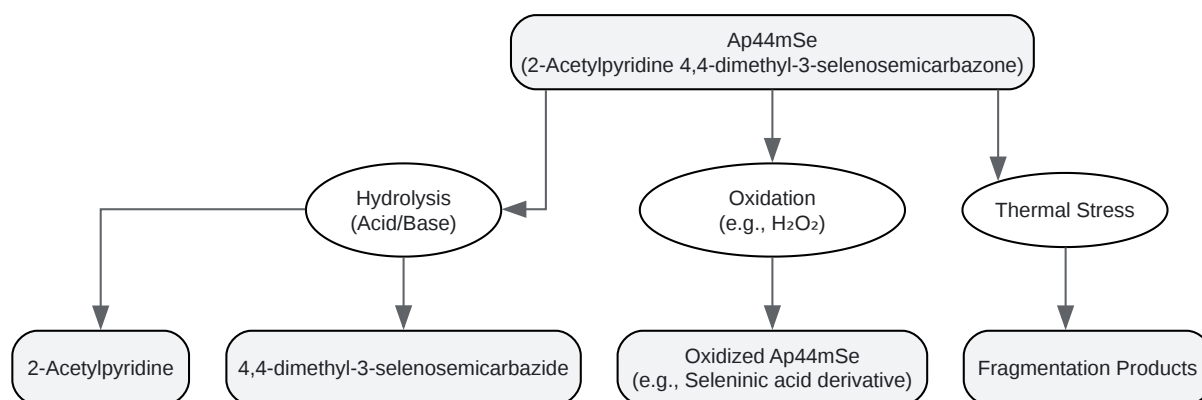 Ap44mSe
(2-Acetylpyridine 4,4-dimethyl-3-selenosemicarbazone)
Hydrolysis
(Acid/Base)
Oxidation
(e.g., H₂O₂)
Thermal Stress
2-Acetylpyridine
4,4-dimethyl-3-selenosemicarbazide
Oxidized Ap44mSe
(e.g., Seleninic acid derivative)
Fragmentation Products